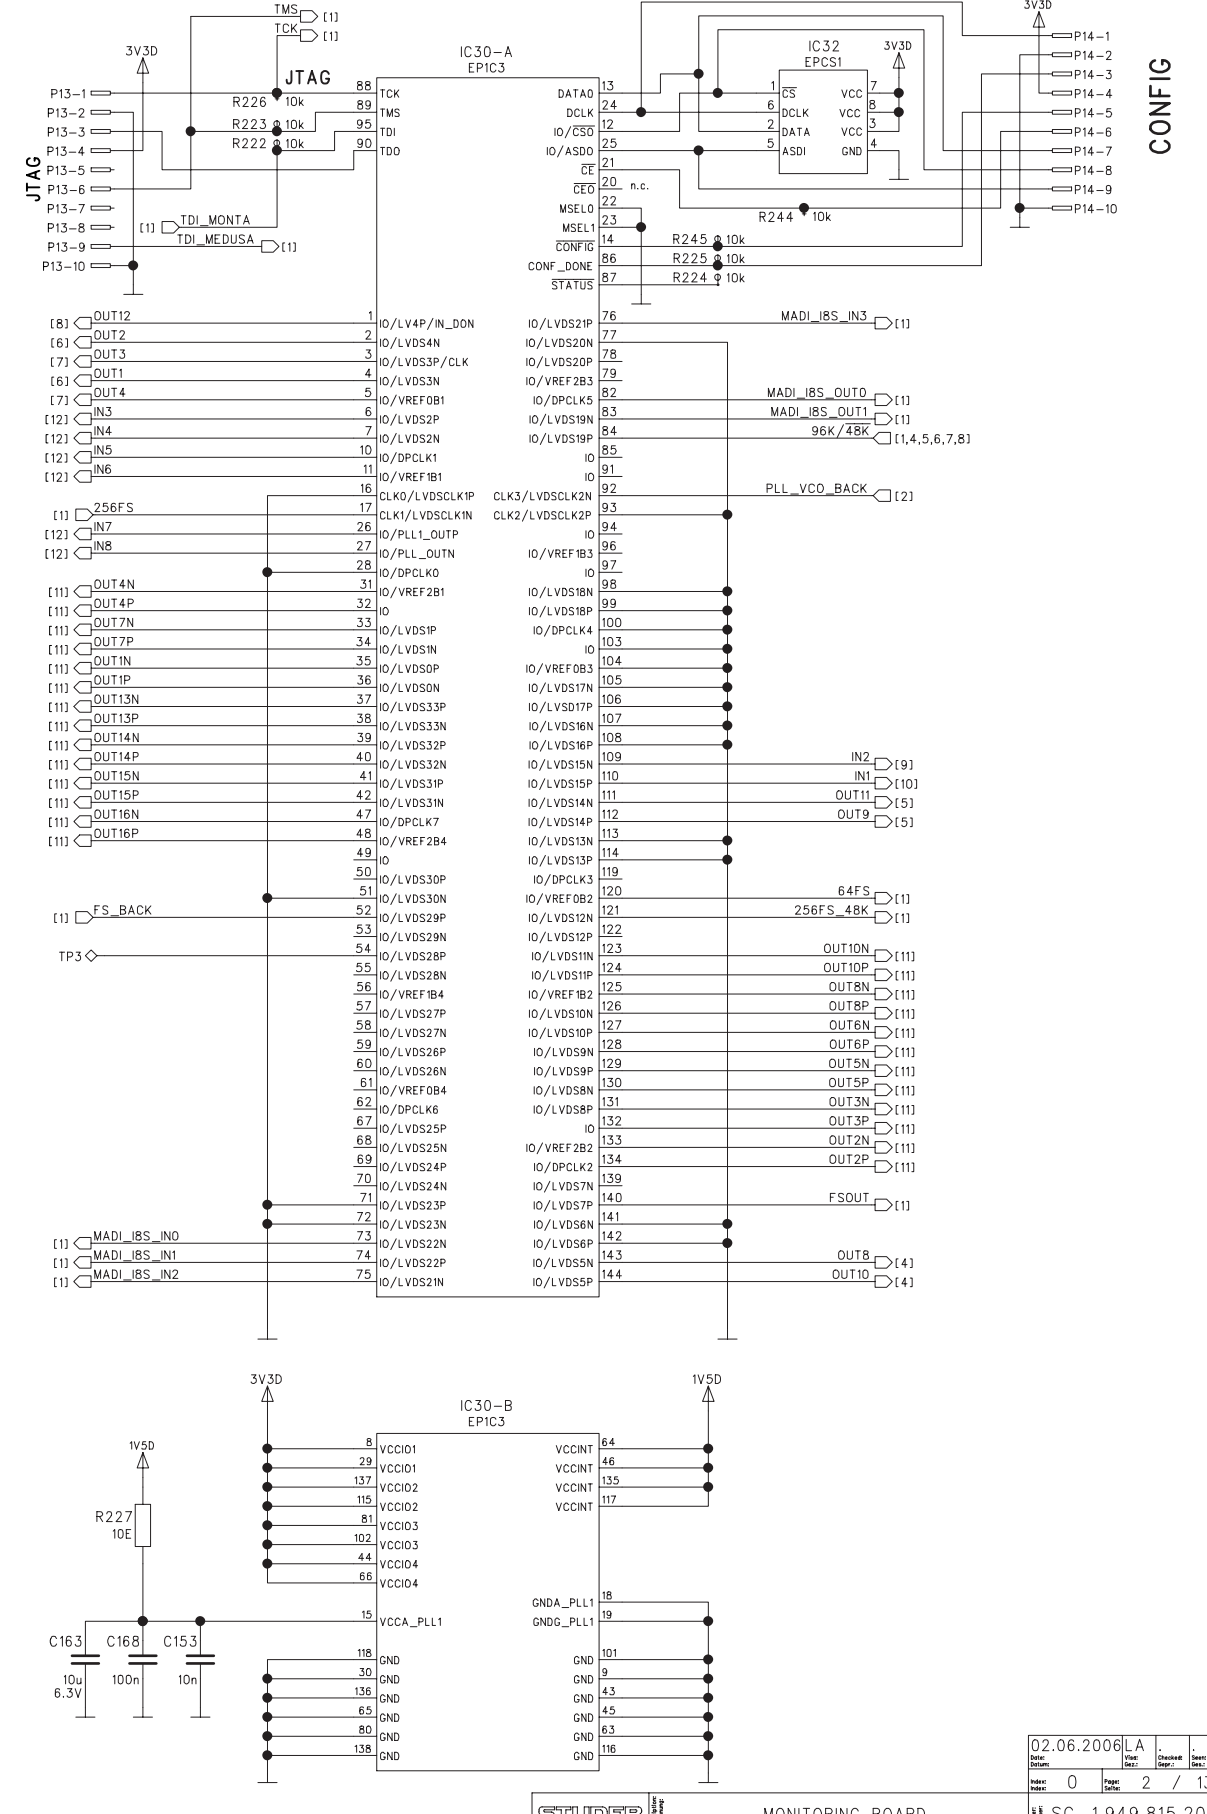 TMS [1]
TCK [1]
3V3D
JTAG
P13-1
P13-2
P13-3
P13-4
P13-5
P13-6
P13-7
P13-8
P13-9
P13-10
JTAG
R226 10k
R223 10k
R222 10k
[1] TDI_MONTA
TDI_MEDUSA [1]
IC30-A
EP1C3
88 TCK
89 TMS
95 TDI
90 TDO
DATA0 13
DCLK 24
IO/CSO 12
IO/ASDO 25
CE 21
CEO 20 n.c.
MSEL0 22
MSEL1 23
CONFIG 14
CONF_DONE 86
STATUS 87
IC32
EPCS1
3V3D
1 CS VCC 7
6 DCLK VCC 8
2 DATA VCC 3
5 ASDI GND 4
R244 10k
R245 10k
R225 10k
R224 10k
3V3D
P14-1
P14-2
P14-3
P14-4
P14-5
P14-6
P14-7
P14-8
P14-9
P14-10
CONFIG
[8] OUT12 1 IO/LV4P/IN_DON
[6] OUT2 2 IO/LVDS4N
[7] OUT3 3 IO/LVDS3P/CLK
[6] OUT1 4 IO/LVDS3N
[7] OUT4 5 IO/VREF0B1
[12] IN3 6 IO/LVDS2P
[12] IN4 7 IO/LVDS2N
[12] IN5 10 IO/DPCLK1
[12] IN6 11 IO/VREF1B1
16 CLK0/LVDSCLK1P
[1] 256FS 17 CLK1/LVDSCLK1N
[12] IN7 26 IO/PLL1_OUTP
[12] IN8 27 IO/PLL_OUTN
28 IO/DPCLK0
[11] OUT4N 31 IO/VREF2B1
[11] OUT4P 32 IO
[11] OUT7N 33 IO/LVDS1P
[11] OUT7P 34 IO/LVDS1N
[11] OUT1N 35 IO/LVDS0P
[11] OUT1P 36 IO/LVDS0N
[11] OUT13N 37 IO/LVDS33P
[11] OUT13P 38 IO/LVDS33N
[11] OUT14N 39 IO/LVDS32P
[11] OUT14P 40 IO/LVDS32N
[11] OUT15N 41 IO/LVDS31P
[11] OUT15P 42 IO/LVDS31N
[11] OUT16N 47 IO/DPCLK7
[11] OUT16P 48 IO/VREF2B4
49 IO
50 IO/LVDS30P
51 IO/LVDS30N
[1] FS_BACK 52 IO/LVDS29P
53 IO/LVDS29N
TP3 54 IO/LVDS28P
55 IO/LVDS28N
56 IO/VREF1B4
57 IO/LVDS27P
58 IO/LVDS27N
59 IO/LVDS26P
60 IO/LVDS26N
61 IO/VREF0B4
62 IO/DPCLK6
67 IO/LVDS25P
68 IO/LVDS25N
69 IO/LVDS24P
70 IO/LVDS24N
71 IO/LVDS23P
72 IO/LVDS23N
[1] MADI_I8S_IN0 73 IO/LVDS22N
[1] MADI_I8S_IN1 74 IO/LVDS22P
[1] MADI_I8S_IN2 75 IO/LVDS21N
IO/LVDS21P 76 MADI_I8S_IN3 [1]
IO/LVDS20N 77
IO/LVDS20P 78
IO/VREF2B3 79
IO/DPCLK5 82 MADI_I8S_OUT0 [1]
IO/LVDS19N 83 MADI_I8S_OUT1 [1]
IO/LVDS19P 84 96K/48K [1,4,5,6,7,8]
IO 85
IO 91
CLK3/LVDSCLK2N 92 PLL_VCO_BACK [2]
CLK2/LVDSCLK2P 93
IO 94
IO/VREF1B3 96
IO 97
IO/LVDS18N 98
IO/LVDS18P 99
IO/DPCLK4 100
IO 103
IO/VREF0B3 104
IO/LVDS17N 105
IO/LVSD17P 106
IO/LVDS16N 107
IO/LVDS16P 108
IO/LVDS15N 109 IN2 [9]
IO/LVDS15P 110 IN1 [10]
IO/LVDS14N 111 OUT11 [5]
IO/LVDS14P 112 OUT9 [5]
IO/LVDS13N 113
IO/LVDS13P 114
IO/DPCLK3 119
IO/VREF0B2 120 64FS [1]
IO/LVDS12N 121 256FS_48K [1]
IO/LVDS12P 122
IO/LVDS11N 123 OUT10N [11]
IO/LVDS11P 124 OUT10P [11]
IO/VREF1B2 125 OUT8N [11]
IO/LVDS10N 126 OUT8P [11]
IO/LVDS10P 127 OUT6N [11]
IO/LVDS9N 128 OUT6P [11]
IO/LVDS9P 129 OUT5N [11]
IO/LVDS8N 130 OUT5P [11]
IO/LVDS8P 131 OUT3N [11]
IO 132 OUT3P [11]
IO/VREF2B2 133 OUT2N [11]
IO/DPCLK2 134 OUT2P [11]
IO/LVDS7N 139
IO/LVDS7P 140 FSOUT [1]
IO/LVDS6N 141
IO/LVDS6P 142
IO/LVDS5N 143 OUT8 [4]
IO/LVDS5P 144 OUT10 [4]
3V3D
1V5D
IC30-B
EP1C3
8 VCCIO1
29 VCCIO1
137 VCCIO2
115 VCCIO2
81 VCCIO3
102 VCCIO3
44 VCCIO4
66 VCCIO4
15 VCCA_PLL1
118 GND
30 GND
136 GND
65 GND
80 GND
138 GND
VCCINT 64
VCCINT 46
VCCINT 135
VCCINT 117
GNDA_PLL1 18
GNDG_PLL1 19
GND 101
GND 9
GND 43
GND 45
GND 63
GND 116
1V5D
R227
10E
C163 C168 C153
10u 100n 10n
6.3V
02.06.2006 LA . .
Date: Datum: Visa: Gez.: Checked: Gepr.: Seen: Ges.:
Index: Index: 0 Page: Seite: 2 / 13
STUDER MONITORING BOARD SC 1.949.815.20